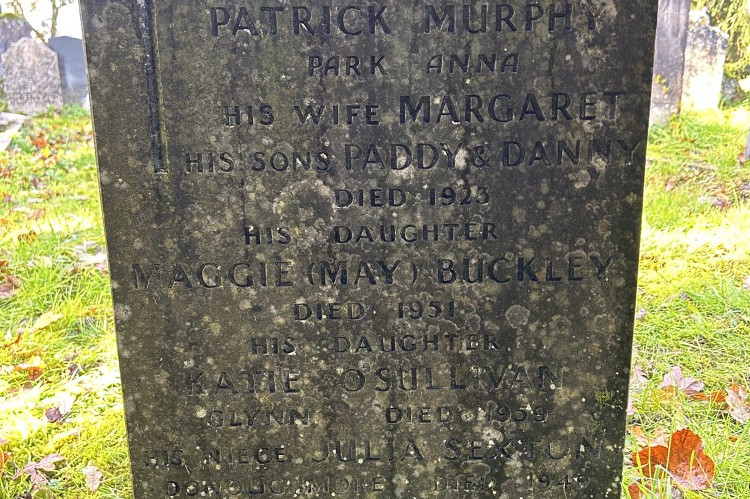 PATRICK MURPHY
PARK ANNA
HIS WIFE MARGARET
HIS SONS PADDY & DANNY
DIED 1923
HIS DAUGHTER
MAGGIE (MAY) BUCKLEY
DIED 1951
HIS DAUGHTER
KATIE O'SULLIVAN
GLYNN DIED 1959
HIS NIECE JULIA SEXTON
DONOUGHMORE DIED